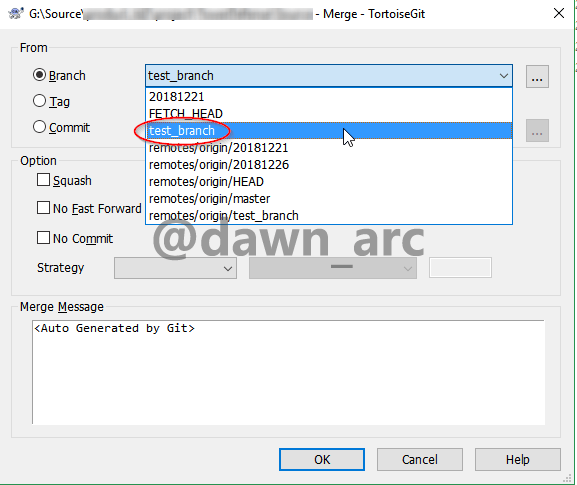 G:\Source\ - Merge - TortoiseGit
From
Branch
test_branch
...
Tag
20181221
FETCH_HEAD
Commit
test_branch
...
remotes/origin/20181221
remotes/origin/20181226
remotes/origin/HEAD
remotes/origin/master
remotes/origin/test_branch
Option
Squash
No Fast Forward
No Commit
@dawn_arc
Strategy
Merge Message
<Auto Generated by Git>
OK
Cancel
Help